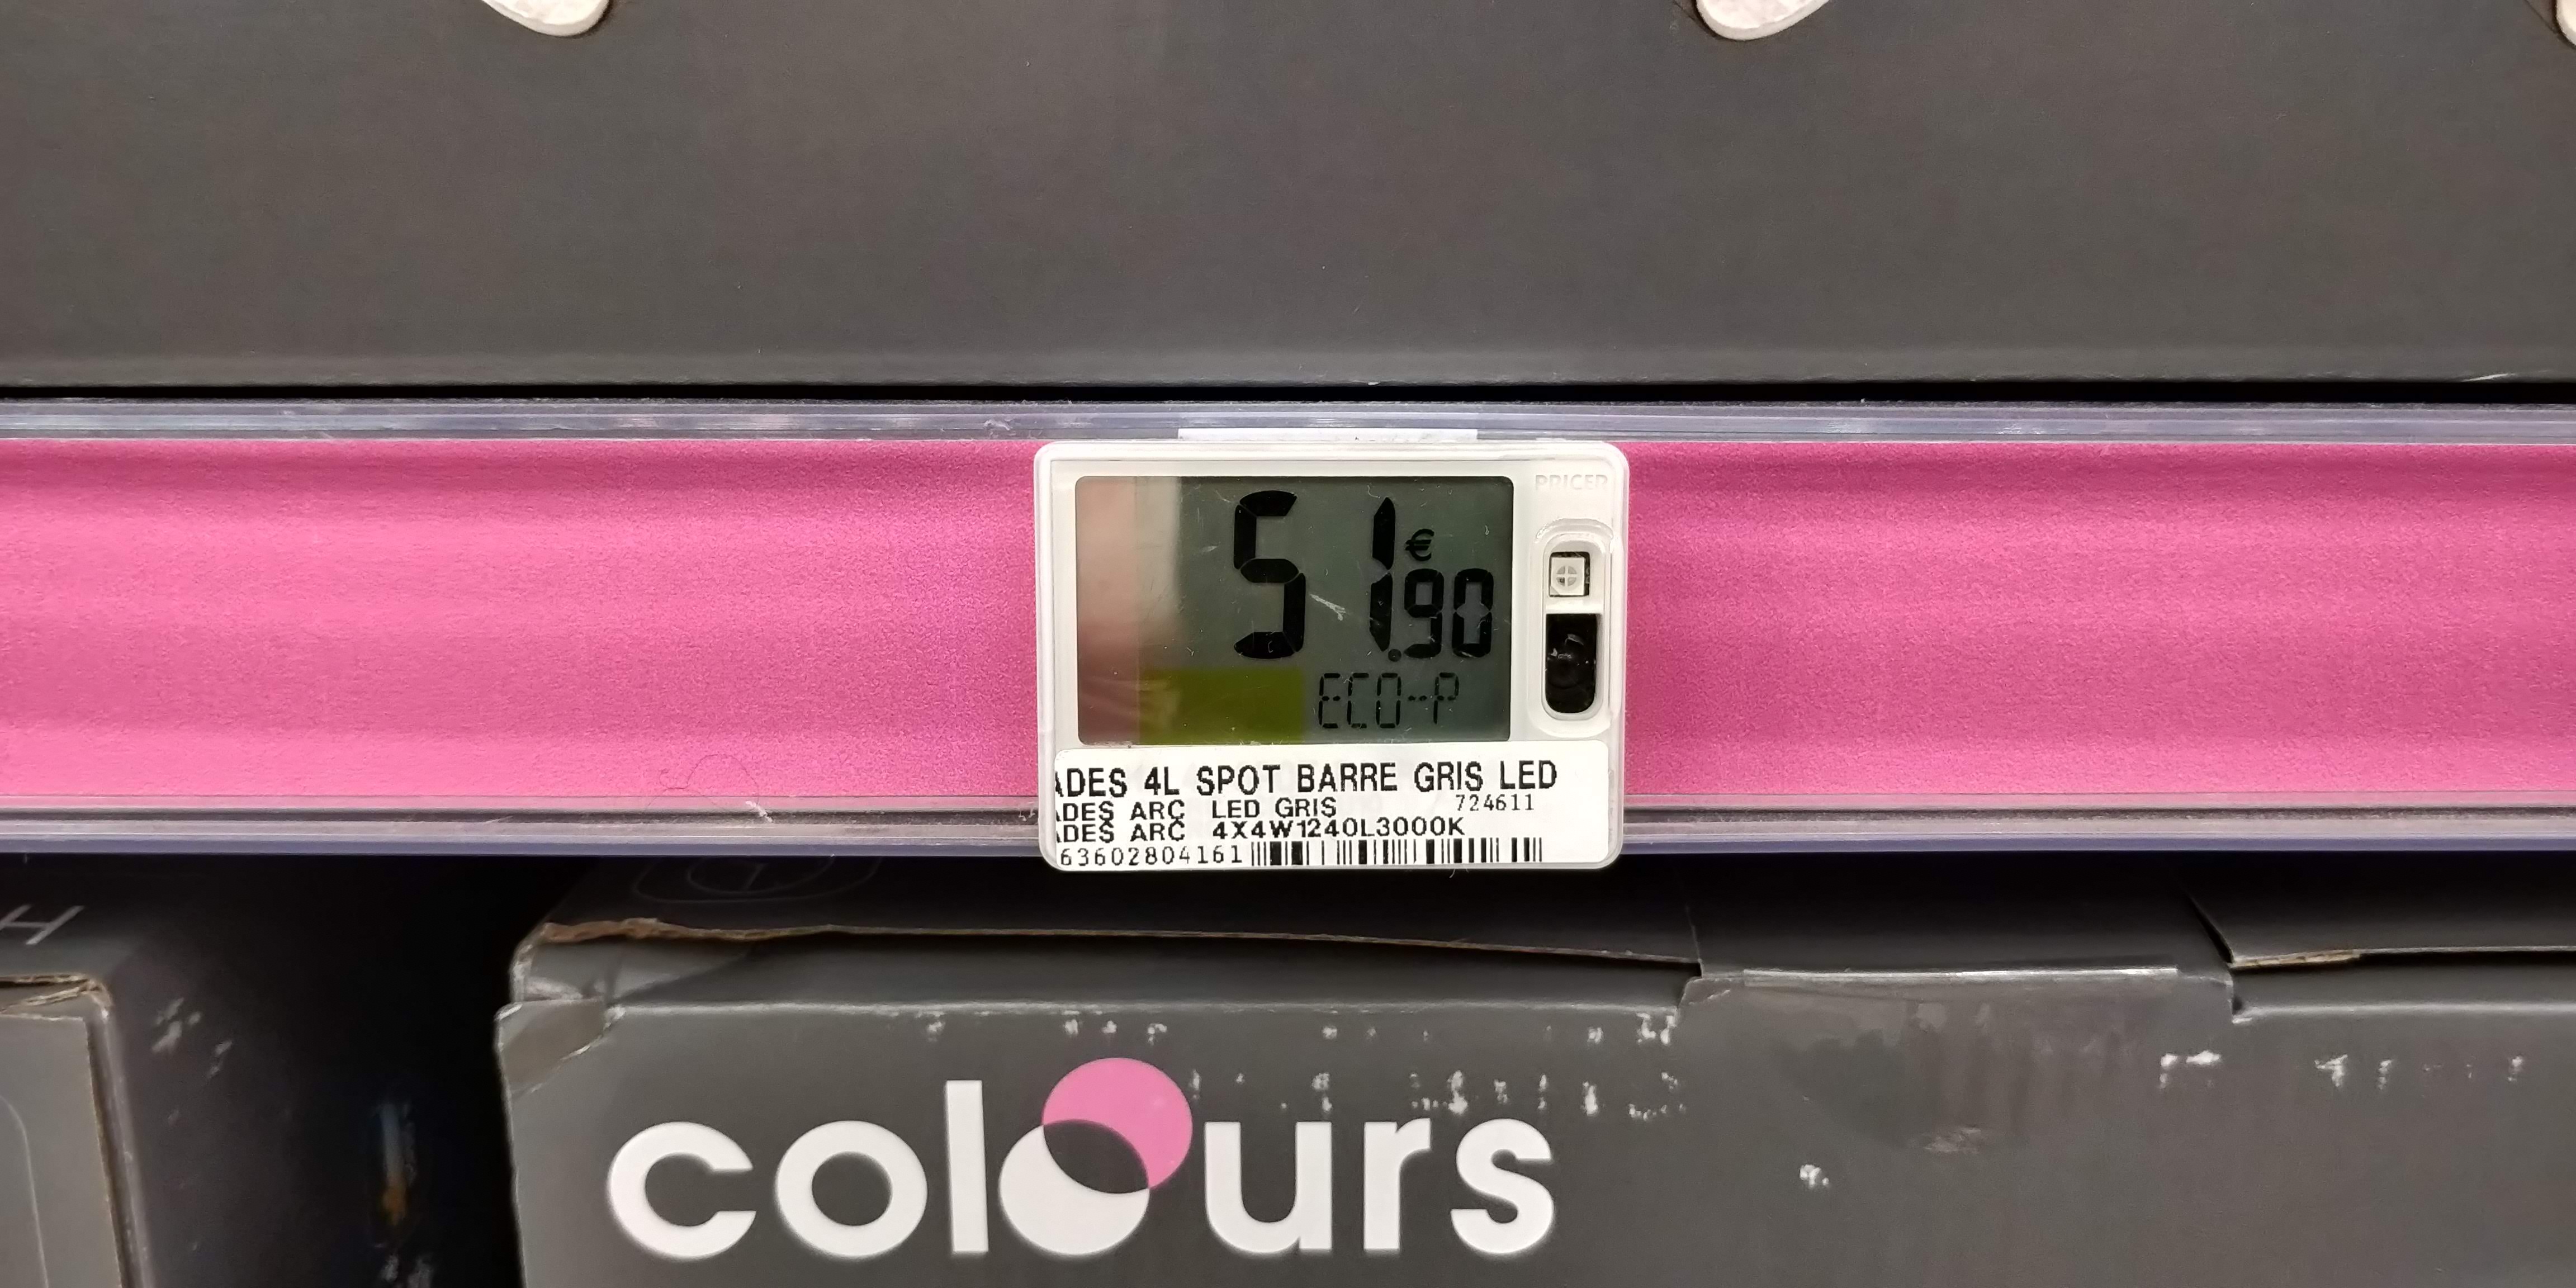 PRICER
51.90 €
ECO--P
ADES 4L SPOT BARRE GRIS LED
ADES ARC LED GRIS 724611
ADES ARC 4X4W1240L3000K
63602804161
H
colours